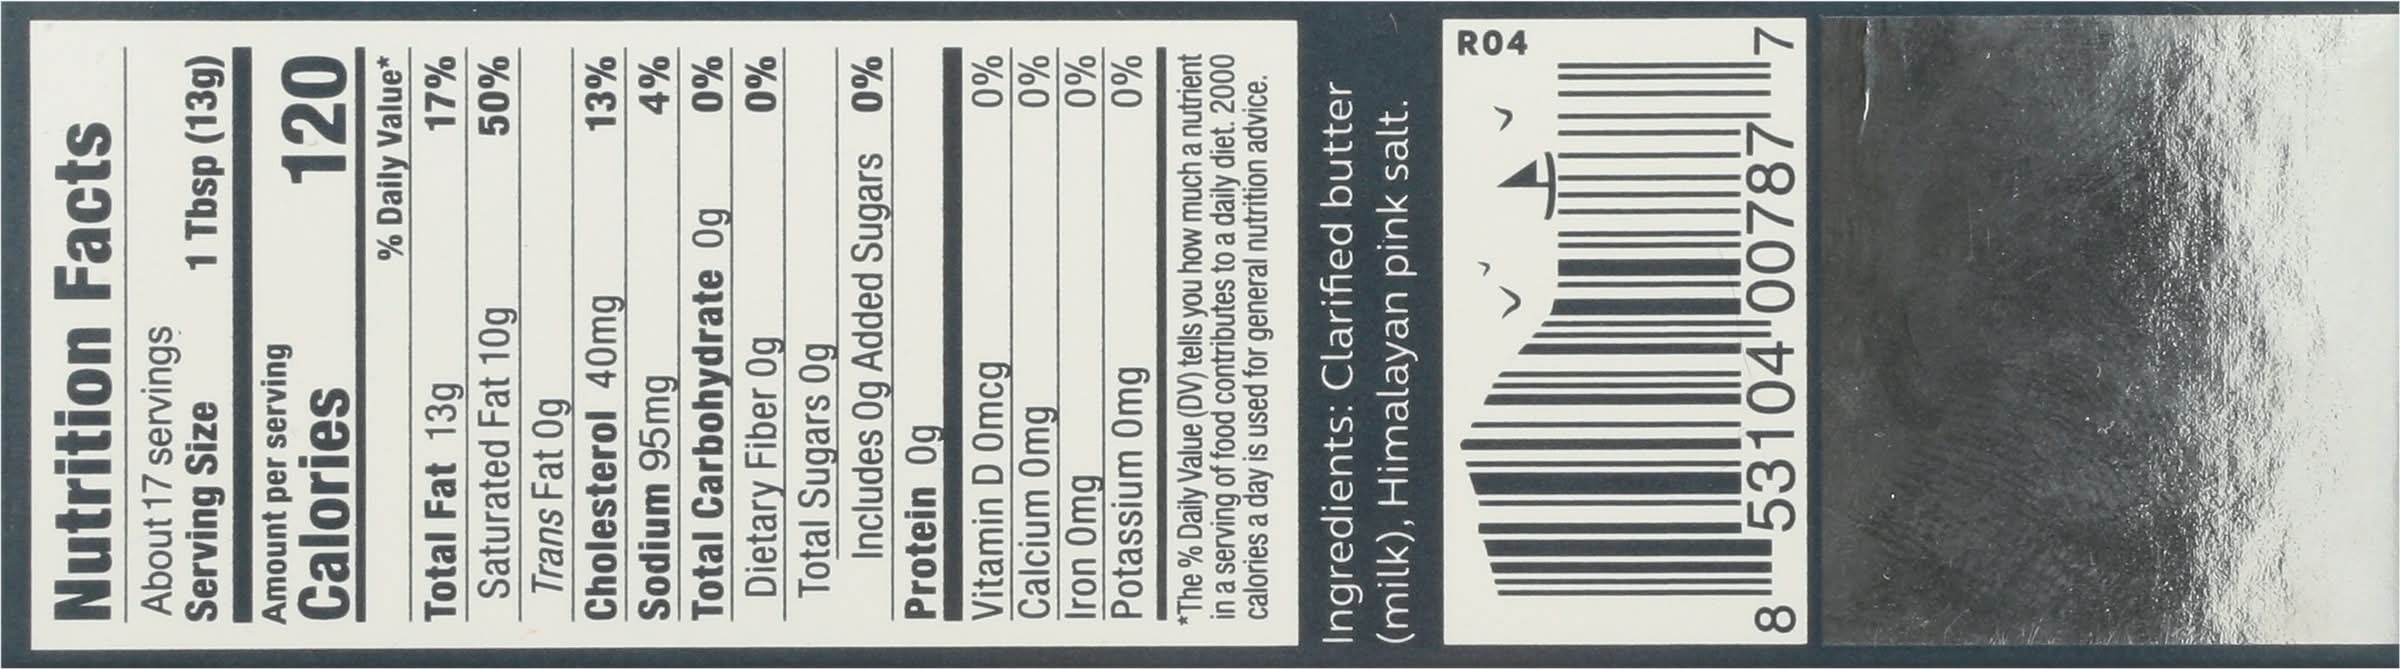 Nutrition Facts
About 17 servings
Serving Size 1 Tbsp (13g)
Amount per serving
Calories 120
% Daily Value*
Total Fat 13g 17%
Saturated Fat 10g 50%
Trans Fat 0g
Cholesterol 40mg 13%
Sodium 95mg 4%
Total Carbohydrate 0g 0%
Dietary Fiber 0g 0%
Total Sugars 0g
Includes 0g Added Sugars 0%
Protein 0g
Vitamin D 0mcg 0%
Calcium 0mg 0%
Iron 0mg 0%
Potassium 0mg 0%
*The % Daily Value (DV) tells you how much a nutrient
in a serving of food contributes to a daily diet. 2000
calories a day is used for general nutrition advice.
Ingredients: Clarified butter
(milk), Himalayan pink salt.
R04
8 53104 00787 7